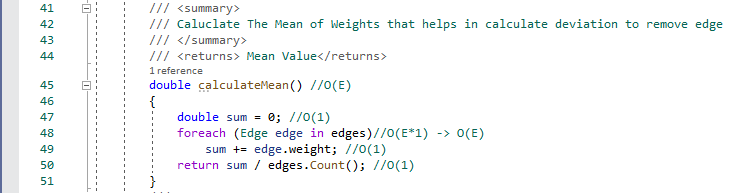 41 /// <summary>
42 /// Caluclate The Mean of Weights that helps in calculate deviation to remove edge
43 /// </summary>
44 /// <returns> Mean Value</returns>
1 reference
45 double calculateMean() //O(E)
46 {
47 double sum = 0; //O(1)
48 foreach (Edge edge in edges)//O(E*1) -> O(E)
49 sum += edge.weight; //O(1)
50 return sum / edges.Count(); //O(1)
51 }